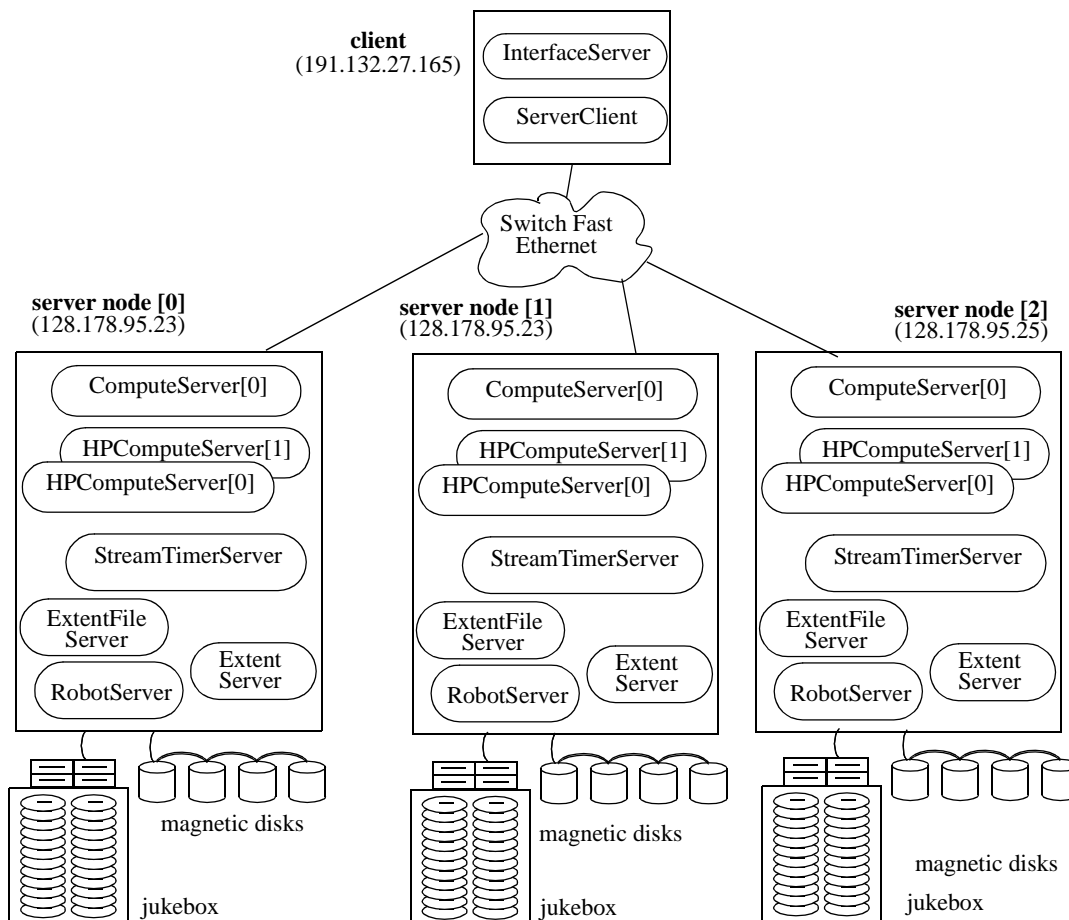 client
(191.132.27.165)
InterfaceServer
ServerClient
Switch Fast
Ethernet
server node [0]
(128.178.95.23)
server node [1]
(128.178.95.23)
server node [2]
(128.178.95.25)
ComputeServer[0]
HPComputeServer[1]
HPComputeServer[0]
StreamTimerServer
ExtentFile
Server
Extent
Server
RobotServer
magnetic disks
jukebox
ComputeServer[0]
HPComputeServer[1]
HPComputeServer[0]
StreamTimerServer
ExtentFile
Server
Extent
Server
RobotServer
magnetic disks
jukebox
ComputeServer[0]
HPComputeServer[1]
HPComputeServer[0]
StreamTimerServer
ExtentFile
Server
Extent
Server
RobotServer
magnetic disks
jukebox